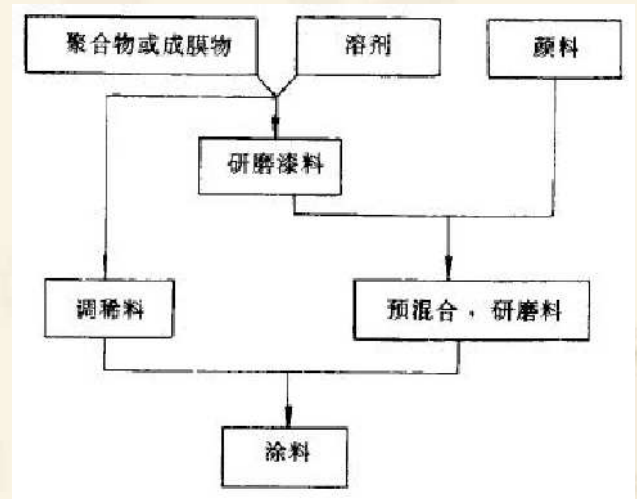 聚合物或成膜物
溶剂
颜料
研磨漆料
调稀料
预混合，研磨料
涂料